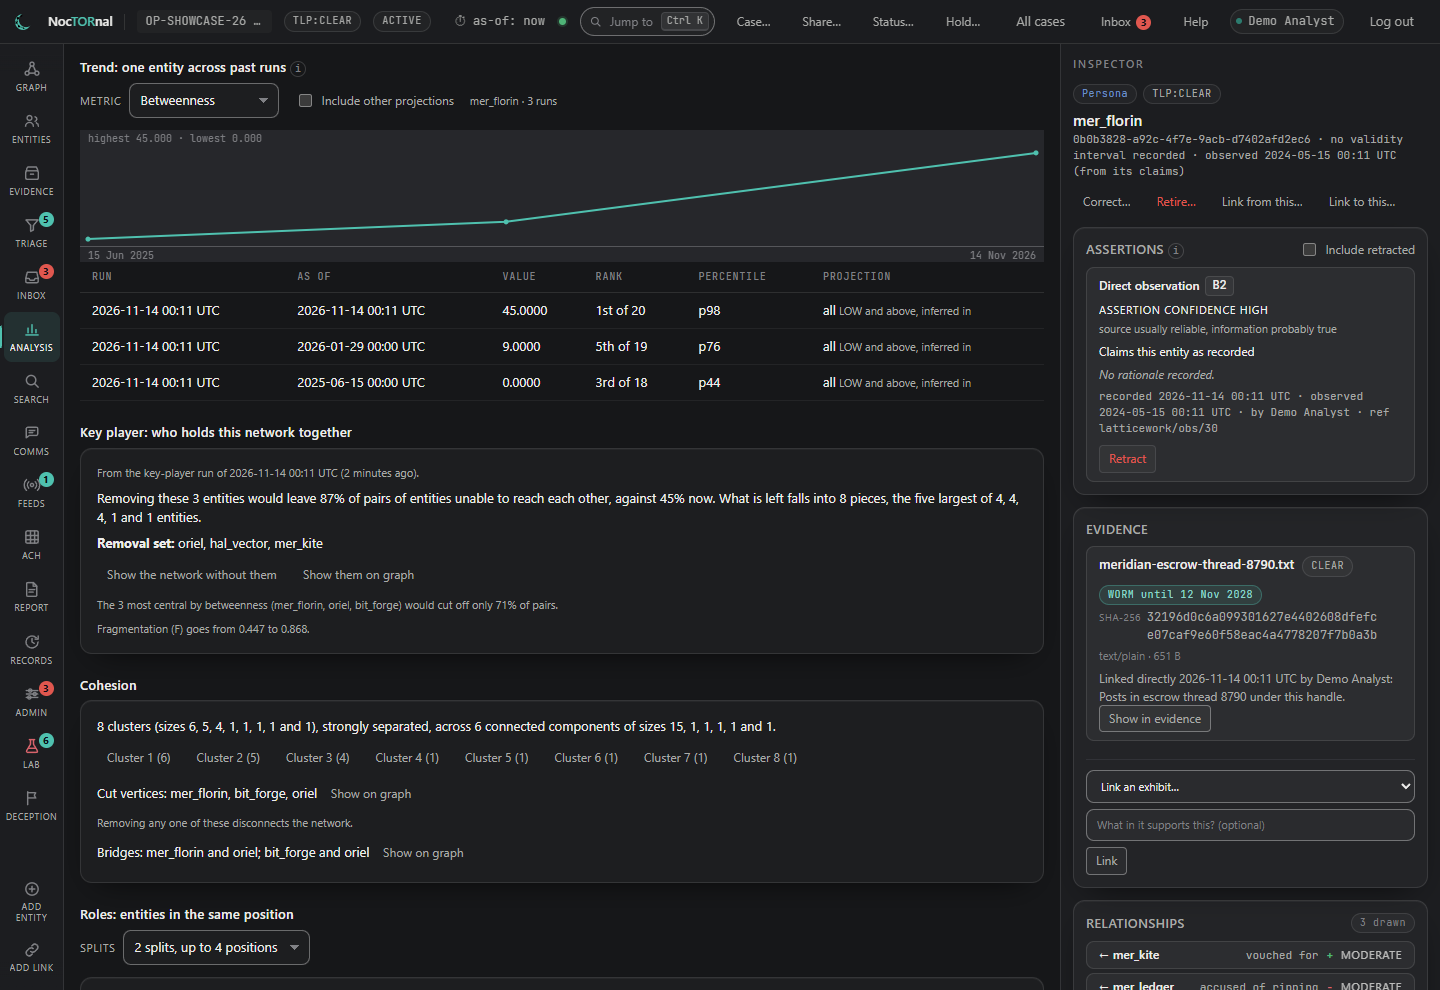 NocTORnal
OP-SHOWCASE-26 …
TLP:CLEAR
ACTIVE
as-of: now
Jump to
Ctrl K
Case...
Share...
Status...
Hold...
All cases
Inbox 3
Help
Demo Analyst
Log out
GRAPH
ENTITIES
EVIDENCE
5
TRIAGE
3
INBOX
ANALYSIS
SEARCH
COMMS
1
FEEDS
ACH
REPORT
RECORDS
3
ADMIN
6
LAB
DECEPTION
ADD
ENTITY
ADD LINK
Trend: one entity across past runs i
METRIC
Betweenness
Include other projections
mer_florin · 3 runs
highest 45.000 · lowest 0.000
15 Jun 2025
14 Nov 2026
RUN AS OF VALUE RANK PERCENTILE PROJECTION
2026-11-14 00:11 UTC 2026-11-14 00:11 UTC 45.0000 1st of 20 p98 all LOW and above, inferred in
2026-11-14 00:11 UTC 2026-01-29 00:00 UTC 9.0000 5th of 19 p76 all LOW and above, inferred in
2026-11-14 00:11 UTC 2025-06-15 00:00 UTC 0.0000 3rd of 18 p44 all LOW and above, inferred in
Key player: who holds this network together
From the key-player run of 2026-11-14 00:11 UTC (2 minutes ago).
Removing these 3 entities would leave 87% of pairs of entities unable to reach each other, against 45% now. What is left falls into 8 pieces, the five largest of 4, 4,
4, 1 and 1 entities.
Removal set: oriel, hal_vector, mer_kite
Show the network without them
Show them on graph
The 3 most central by betweenness (mer_florin, oriel, bit_forge) would cut off only 71% of pairs.
Fragmentation (F) goes from 0.447 to 0.868.
Cohesion
8 clusters (sizes 6, 5, 4, 1, 1, 1, 1 and 1), strongly separated, across 6 connected components of sizes 15, 1, 1, 1, 1 and 1.
Cluster 1 (6) Cluster 2 (5) Cluster 3 (4) Cluster 4 (1) Cluster 5 (1) Cluster 6 (1) Cluster 7 (1) Cluster 8 (1)
Cut vertices: mer_florin, bit_forge, oriel Show on graph
Removing any one of these disconnects the network.
Bridges: mer_florin and oriel; bit_forge and oriel Show on graph
Roles: entities in the same position
SPLITS
2 splits, up to 4 positions
INSPECTOR
Persona
TLP:CLEAR
mer_florin
0b0b3828-a92c-4f7e-9acb-d7402afd2ec6 · no validity
interval recorded · observed 2024-05-15 00:11 UTC
(from its claims)
Correct...
Retire...
Link from this...
Link to this...
ASSERTIONS i
Include retracted
Direct observation B2
ASSERTION CONFIDENCE HIGH
source usually reliable, information probably true
Claims this entity as recorded
No rationale recorded.
recorded 2026-11-14 00:11 UTC · observed
2024-05-15 00:11 UTC · by Demo Analyst · ref
latticework/obs/30
Retract
EVIDENCE
meridian-escrow-thread-8790.txt CLEAR
WORM until 12 Nov 2028
SHA-256 32196d0c6a099301627e4402608dfefc
e07caf9e60f58eac4a4778207f7b0a3b
text/plain · 651 B
Linked directly 2026-11-14 00:11 UTC by Demo Analyst:
Posts in escrow thread 8790 under this handle.
Show in evidence
Link an exhibit...
What in it supports this? (optional)
Link
RELATIONSHIPS
3 drawn
← mer_kite vouched for + MODERATE
← mer_ledger accused of ripping - MODERATE